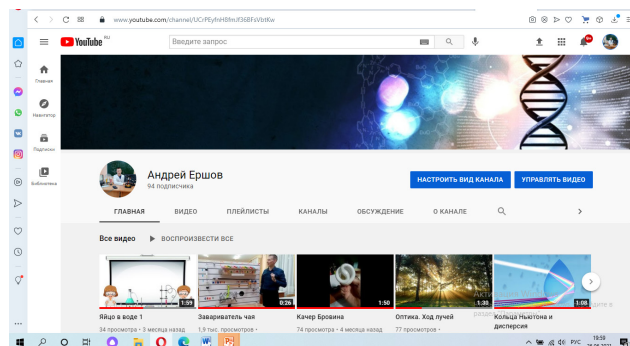 www.youtube.com/channel/UCrPEyfnH8fmJf36BFsVbtKw
YouTube RU
Введите запрос
Главная
Навигатор
Подписки
Библиотека
Андрей Ершов
94 подписчика
НАСТРОИТЬ ВИД КАНАЛА
УПРАВЛЯТЬ ВИДЕО
ГЛАВНАЯ ВИДЕО ПЛЕЙЛИСТЫ КАНАЛЫ ОБСУЖДЕНИЕ О КАНАЛЕ
Все видео ВОСПРОИЗВЕСТИ ВСЕ
1:59 0:26 1:50 1:30 1:08
Яйцо в воде 1
Завариватель чая
Качер Бровина
Оптика. Ход лучей
Кольца Ньютона и дисперсия
34 просмотра • 3 месяца назад
1,9 тыс. просмотров •
74 просмотра • 4 месяца назад
77 просмотров •
РУС
19:59